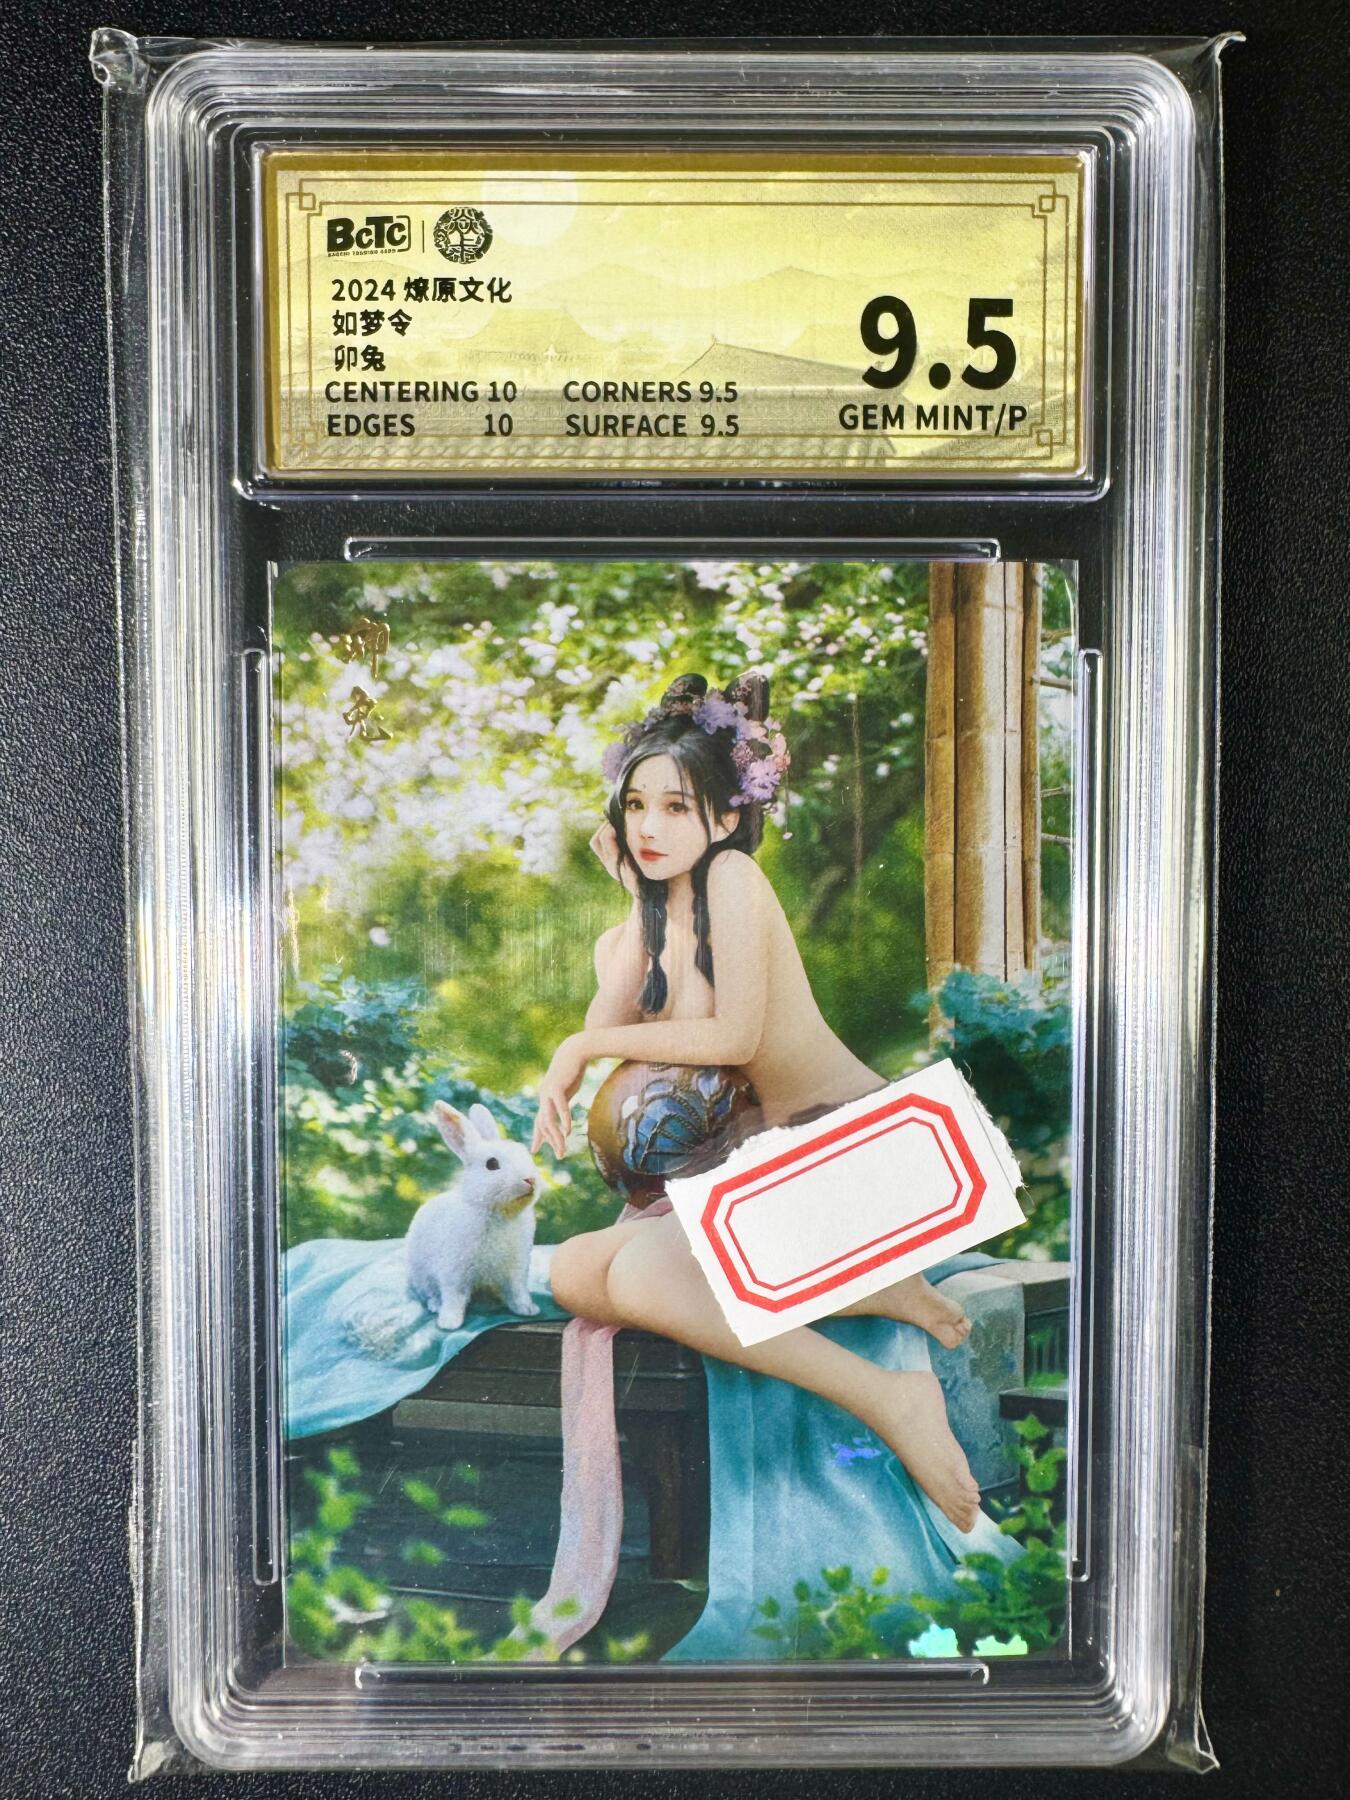 BCTC
2024 燎原文化
如梦令
卯兔
CENTERING 10 CORNERS 9.5
EDGES 10 SURFACE 9.5
9.5
GEM MINT/P
卯
兔